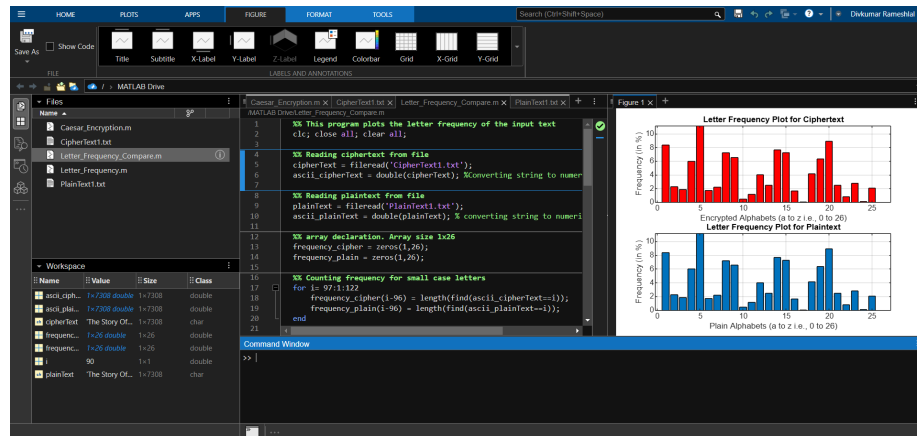 HOME PLOTS APPS FIGURE FORMAT TOOLS Search (Ctrl+Shift+Space) Divkumar Rameshlal
Save As Show Code Title Subtitle X-Label Y-Label Z-Label Legend Colorbar Grid X-Grid Y-Grid
FILE LABELS AND ANNOTATIONS
/ > MATLAB Drive
Files
Name
Caesar_Encryption.m
CipherText1.txt
Letter_Frequency_Compare.m
Letter_Frequency.m
PlainText1.txt
Workspace
Name Value Size Class
ascii_ciph... 1×7308 double 1×7308 double
ascii_plai... 1×7308 double 1×7308 double
cipherText 'The Story Of... 1×7308 char
frequenc... 1×26 double 1×26 double
frequenc... 1×26 double 1×26 double
i 90 1×1 double
plainText 'The Story Of... 1×7308 char
Caesar_Encryption.m × CipherText1.txt × Letter_Frequency_Compare.m × PlainText1.txt × +
/MATLAB Drive/Letter_Frequency_Compare.m
1 %% This program plots the letter frequency of the input text
2 clc; close all; clear all;
3
4 %% Reading ciphertext from file
5 cipherText = fileread('CipherText1.txt');
6 ascii_cipherText = double(cipherText); %Converting string to numer
7
8 %% Reading plaintext from file
9 plainText = fileread('PlainText1.txt');
10 ascii_plainText = double(plainText); % converting string to numeri
11
12 %% array declaration. Array size 1x26
13 frequency_cipher = zeros(1,26);
14 frequency_plain = zeros(1,26);
15
16 %% Counting frequency for small case letters
17 for i= 97:1:122
18 frequency_cipher(i-96) = length(find(ascii_cipherText==i));
19 frequency_plain(i-96) = length(find(ascii_plainText==i));
20 end
21
Command Window
>>
Figure 1 × +
Letter Frequency Plot for Ciphertext
Frequency (in %)
10
8
6
4
2
0
0 5 10 15 20 25
Encrypted Alphabets (a to z i.e., 0 to 26)
Letter Frequency Plot for Plaintext
Frequency (in %)
10
8
6
4
2
0
0 5 10 15 20 25
Plain Alphabets (a to z i.e., 0 to 26)